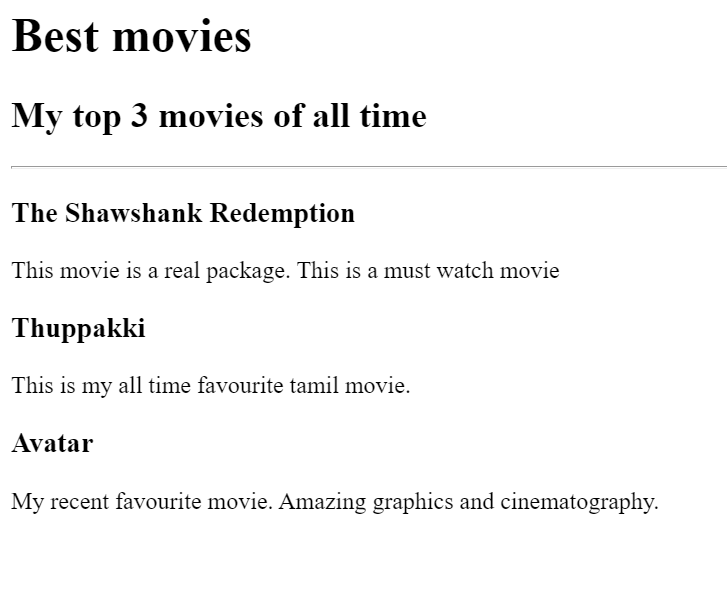 Best movies
My top 3 movies of all time
The Shawshank Redemption
This movie is a real package. This is a must watch movie
Thuppakki
This is my all time favourite tamil movie.
Avatar
My recent favourite movie. Amazing graphics and cinematography.